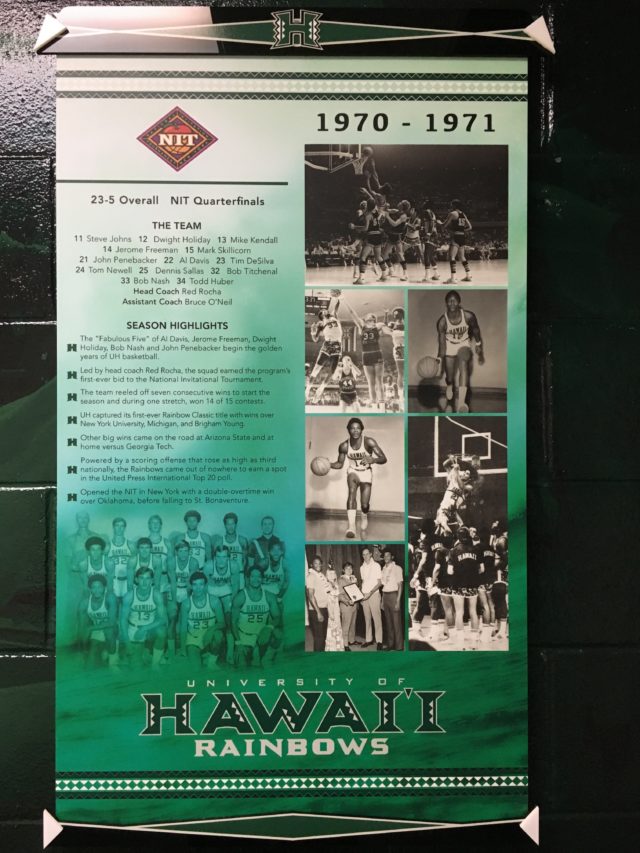 H
1970 - 1971
NIT
23-5 Overall NIT Quarterfinals
THE TEAM
11 Steve Johns 12 Dwight Holiday 13 Mike Kendall
14 Jerome Freeman 15 Mark Skillicorn
21 John Penebacker 22 Al Davis 23 Tim DeSilva
24 Tom Newell 25 Dennis Sallas 32 Bob Titchenal
33 Bob Nash 34 Todd Huber
Head Coach Red Rocha
Assistant Coach Bruce O'Neil
SEASON HIGHLIGHTS
The "Fabulous Five" of Al Davis, Jerome Freeman, Dwight
Holiday, Bob Nash and John Penebacker begin the golden
years of UH basketball.
Led by head coach Red Rocha, the squad earned the program's
first-ever bid to the National Invitational Tournament.
The team reeled off seven consecutive wins to start the
season and during one stretch, won 14 of 15 contests.
UH captured its first-ever Rainbow Classic title with wins over
New York University, Michigan, and Brigham Young.
Other big wins came on the road at Arizona State and at
home versus Georgia Tech.
Powered by a scoring offense that rose as high as third
nationally, the Rainbows came out of nowhere to earn a spot
in the United Press International Top 20 poll.
Opened the NIT in New York with a double-overtime win
over Oklahoma, before falling to St. Bonaventure.
UNIVERSITY OF
HAWAI'I
RAINBOWS